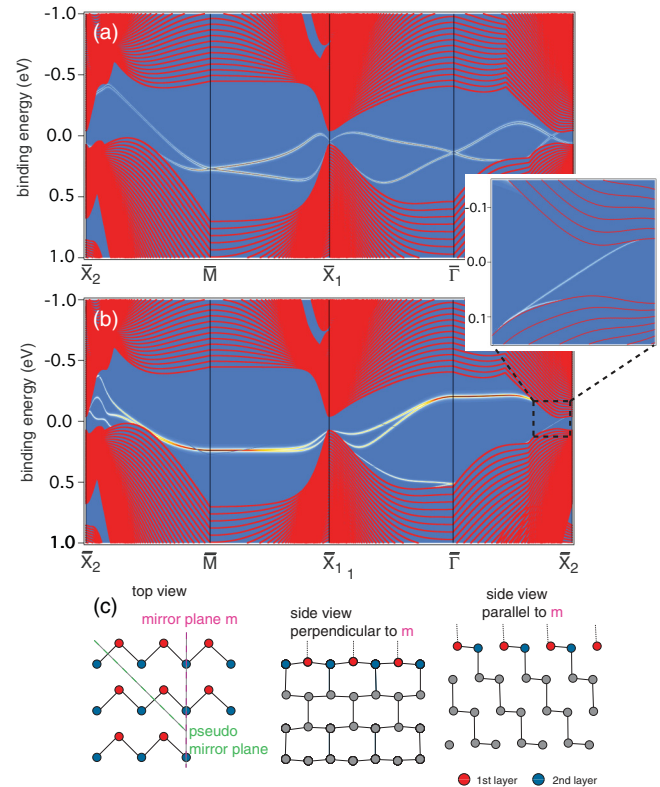 -1.0
(a)
-0.5
0.0
0.5
1.0
binding energy (eV)
X̄₂ M̄ X̄₁ Γ̄
-0.1
0.0
0.1
-1.0
(b)
-0.5
0.0
0.5
1.0
binding energy (eV)
X̄₂ M̄ X̄₁ ₁ Γ̄ X̄₂
(c)
top view
mirror plane m
pseudo
mirror plane
side view
perpendicular to m
side view
parallel to m
1st layer 2nd layer